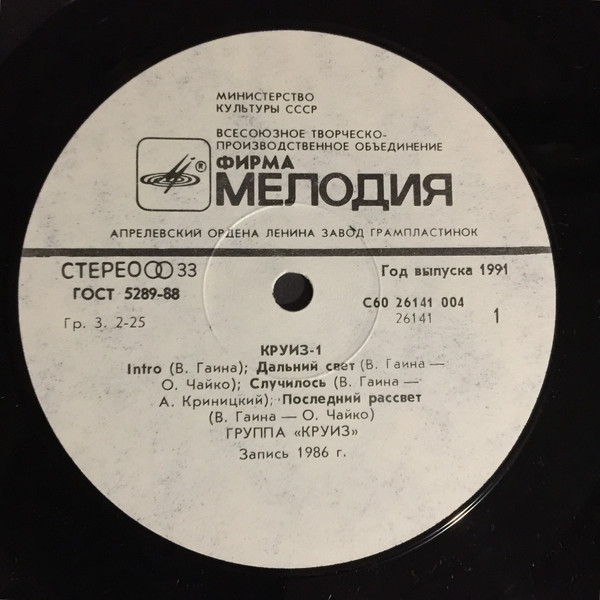 МИНИСТЕРСТВО
КУЛЬТУРЫ СССР
ВСЕСОЮЗНОЕ ТВОРЧЕСКО-
ПРОИЗВОДСТВЕННОЕ ОБЪЕДИНЕНИЕ
ФИРМА
® МЕЛОДИЯ
АПРЕЛЕВСКИЙ ОРДЕНА ЛЕНИНА ЗАВОД ГРАМПЛАСТИНОК
СТЕРЕО 33
Год выпуска 1991
ГОСТ 5289-88
С60 26141 004
Гр. 3. 2-25
26141 1
КРУИЗ-1
Intro (В. Гаина); Дальний свет (В. Гаина —
О. Чайко); Случилось (В. Гаина —
А. Криницкий); Последний рассвет
(В. Гаина — О. Чайко)
ГРУППА «КРУИЗ»
Запись 1986 г.